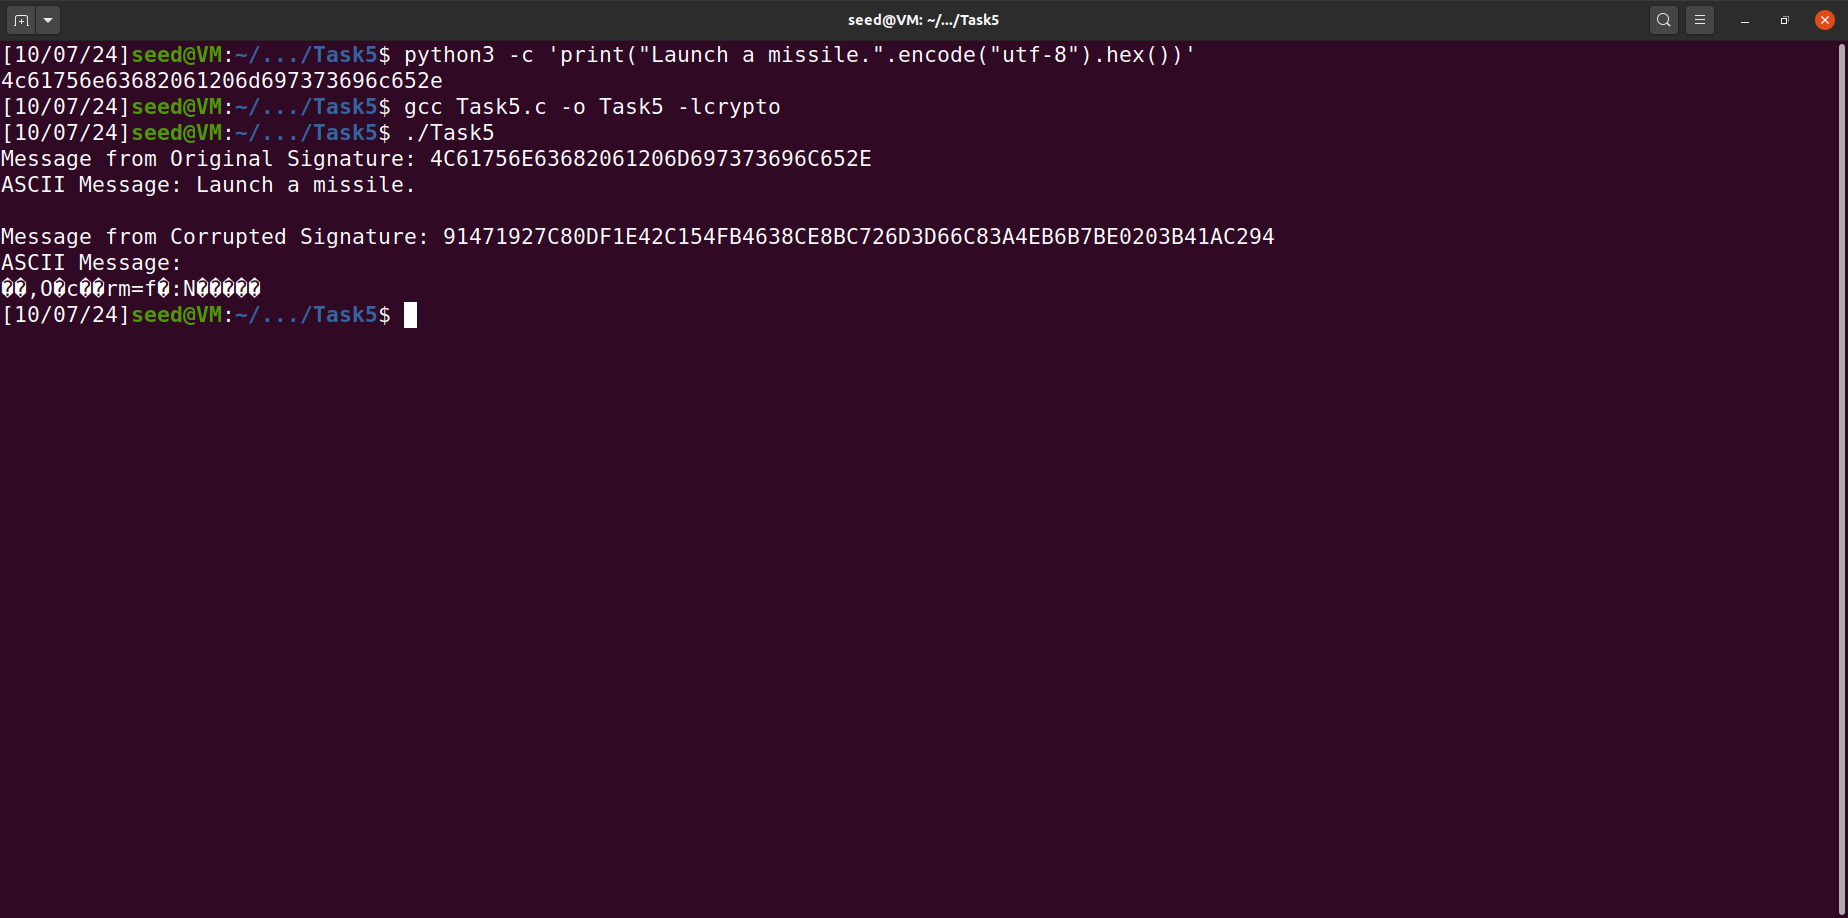 seed@VM: ~/.../Task5
[10/07/24]seed@VM:~/.../Task5$ python3 -c 'print("Launch a missile.".encode("utf-8").hex())'
4c61756e63682061206d697373696c652e
[10/07/24]seed@VM:~/.../Task5$ gcc Task5.c -o Task5 -lcrypto
[10/07/24]seed@VM:~/.../Task5$ ./Task5
Message from Original Signature: 4C61756E63682061206D697373696C652E
ASCII Message: Launch a missile.
Message from Corrupted Signature: 91471927C80DF1E42C154FB4638CE8BC726D3D66C83A4EB6B7BE0203B41AC294
ASCII Message:
��,O�c��rm=f�:N�����
[10/07/24]seed@VM:~/.../Task5$